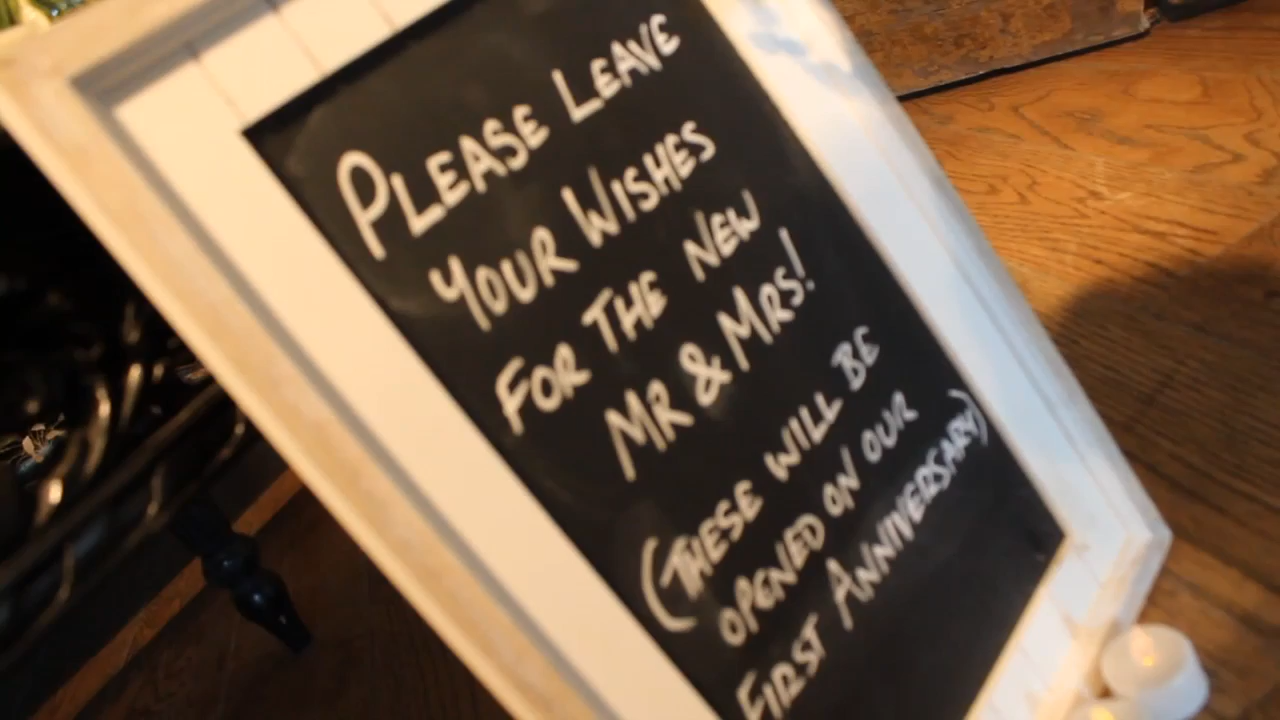 PLEASE LEAVE
YOUR WISHES
FOR THE NEW
MR & MRS!
(THESE WILL BE
OPENED ON OUR
FIRST ANNIVERSARY)